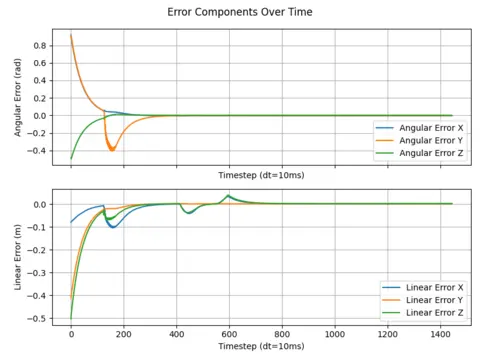 Error Components Over Time
Angular Error (rad)
0.8
0.6
0.4
0.2
0.0
−0.2
−0.4
Angular Error X
Angular Error Y
Angular Error Z
Timestep (dt=10ms)
Linear Error (m)
0.0
−0.1
−0.2
−0.3
−0.4
−0.5
Linear Error X
Linear Error Y
Linear Error Z
0 200 400 600 800 1000 1200 1400
Timestep (dt=10ms)